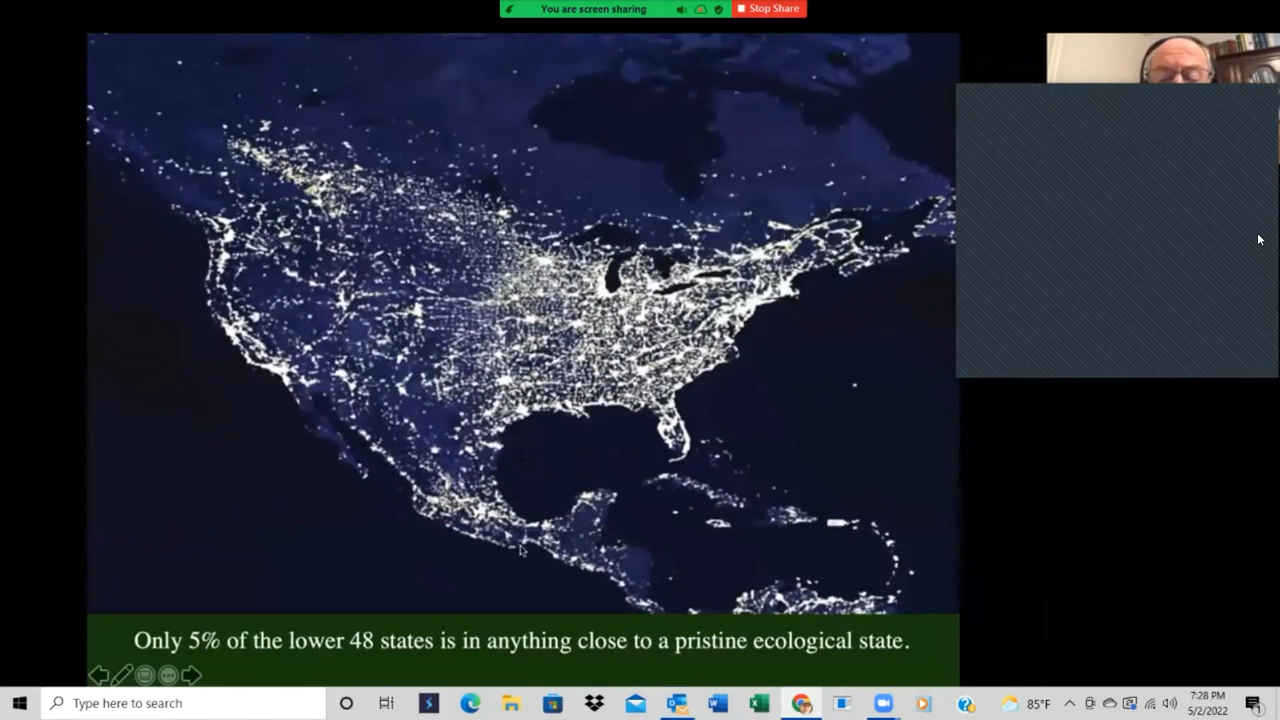 You are screen sharing
Stop Share
Only 5% of the lower 48 states is in anything close to a pristine ecological state.
Type here to search
85°F
7:28 PM
5/2/2022
1